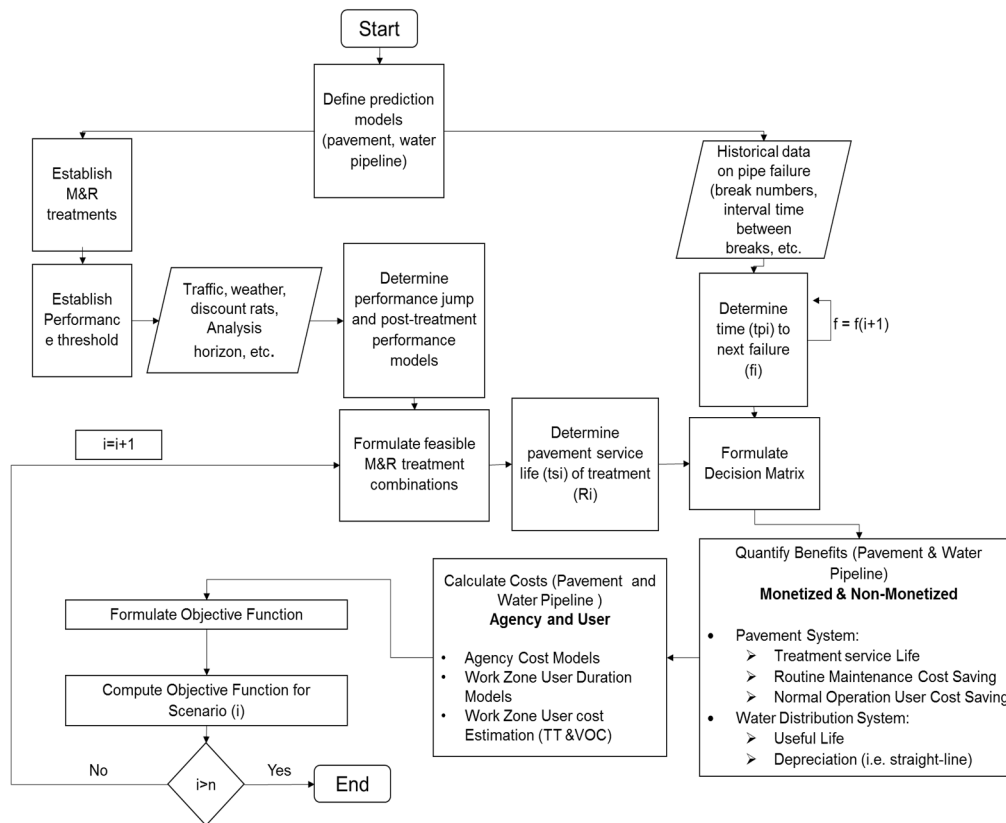 Start
Define prediction
models
(pavement, water
pipeline)
Establish
M&R
treatments
Historical data
on pipe failure
(break numbers,
interval time
between
breaks, etc.
Establish
Performanc
e threshold
Traffic, weather,
discount rats,
Analysis
horizon, etc.
Determine
performance jump
and post-treatment
performance
models
Determine
time (tpi) to
next failure
(fi)
f = f(i+1)
i=i+1
Formulate feasible
M&R treatment
combinations
Determine
pavement service
life (tsi) of treatment
(Ri)
Formulate
Decision Matrix
Quantify Benefits (Pavement & Water
Pipeline)
Monetized & Non-Monetized
• Pavement System:
➢ Treatment service Life
➢ Routine Maintenance Cost Saving
➢ Normal Operation User Cost Saving
• Water Distribution System:
➢ Useful Life
➢ Depreciation (i.e. straight-line)
Calculate Costs (Pavement and
Water Pipeline )
Agency and User
• Agency Cost Models
• Work Zone User Duration
Models
• Work Zone User cost
Estimation (TT &VOC)
Formulate Objective Function
Compute Objective Function for
Scenario (i)
No
i>n
Yes
End